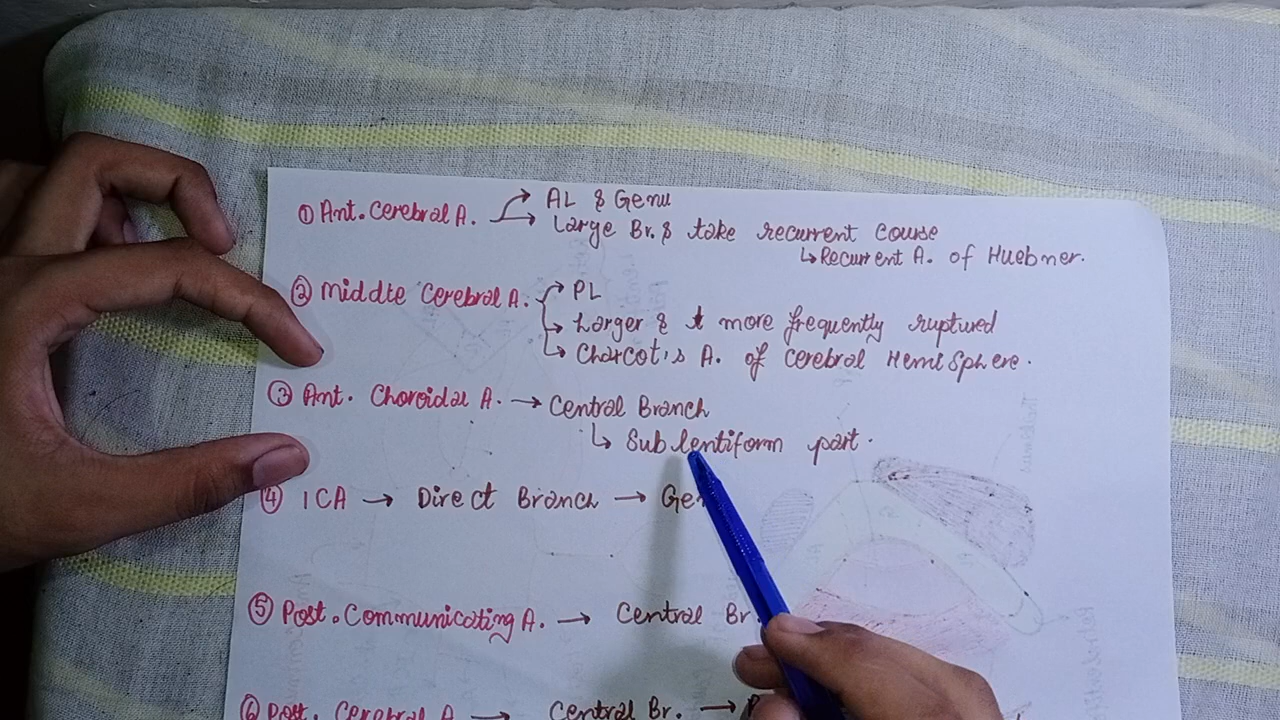 ① Ant. Cerebral A. → AL & Genu
→ Large Br. & take recurrent course
↳ Recurrent A. of Huebner.
② Middle Cerebral A. → PL
→ Larger & more frequently ruptured
↳ Charcot's A. of Cerebral Hemisphere.
③ Ant. Choroidal A. → Central Branch
↳ Sub lentiform part.
④ ICA → Direct Branch →
⑤ Post. Communicating A. → Central Br.
⑥ Post. Cerebral A → Central Br. →